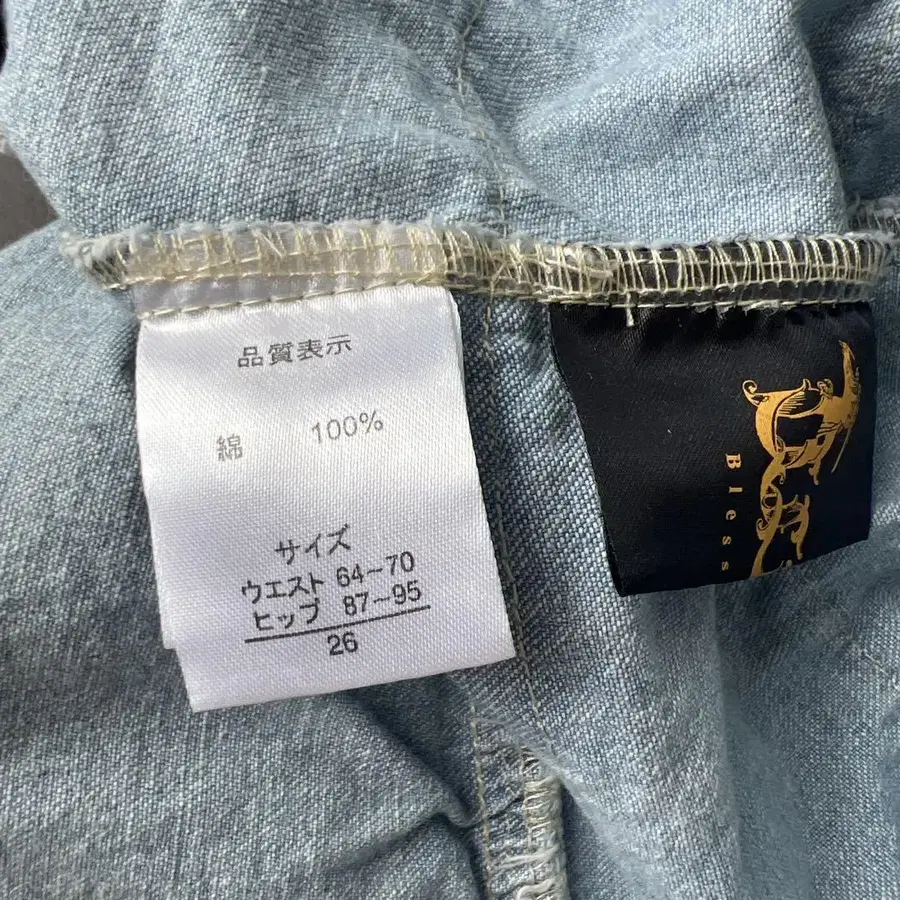 品質表示
綿 100%
サイズ
ウエスト 64-70
ヒップ 87-95
26
Bless